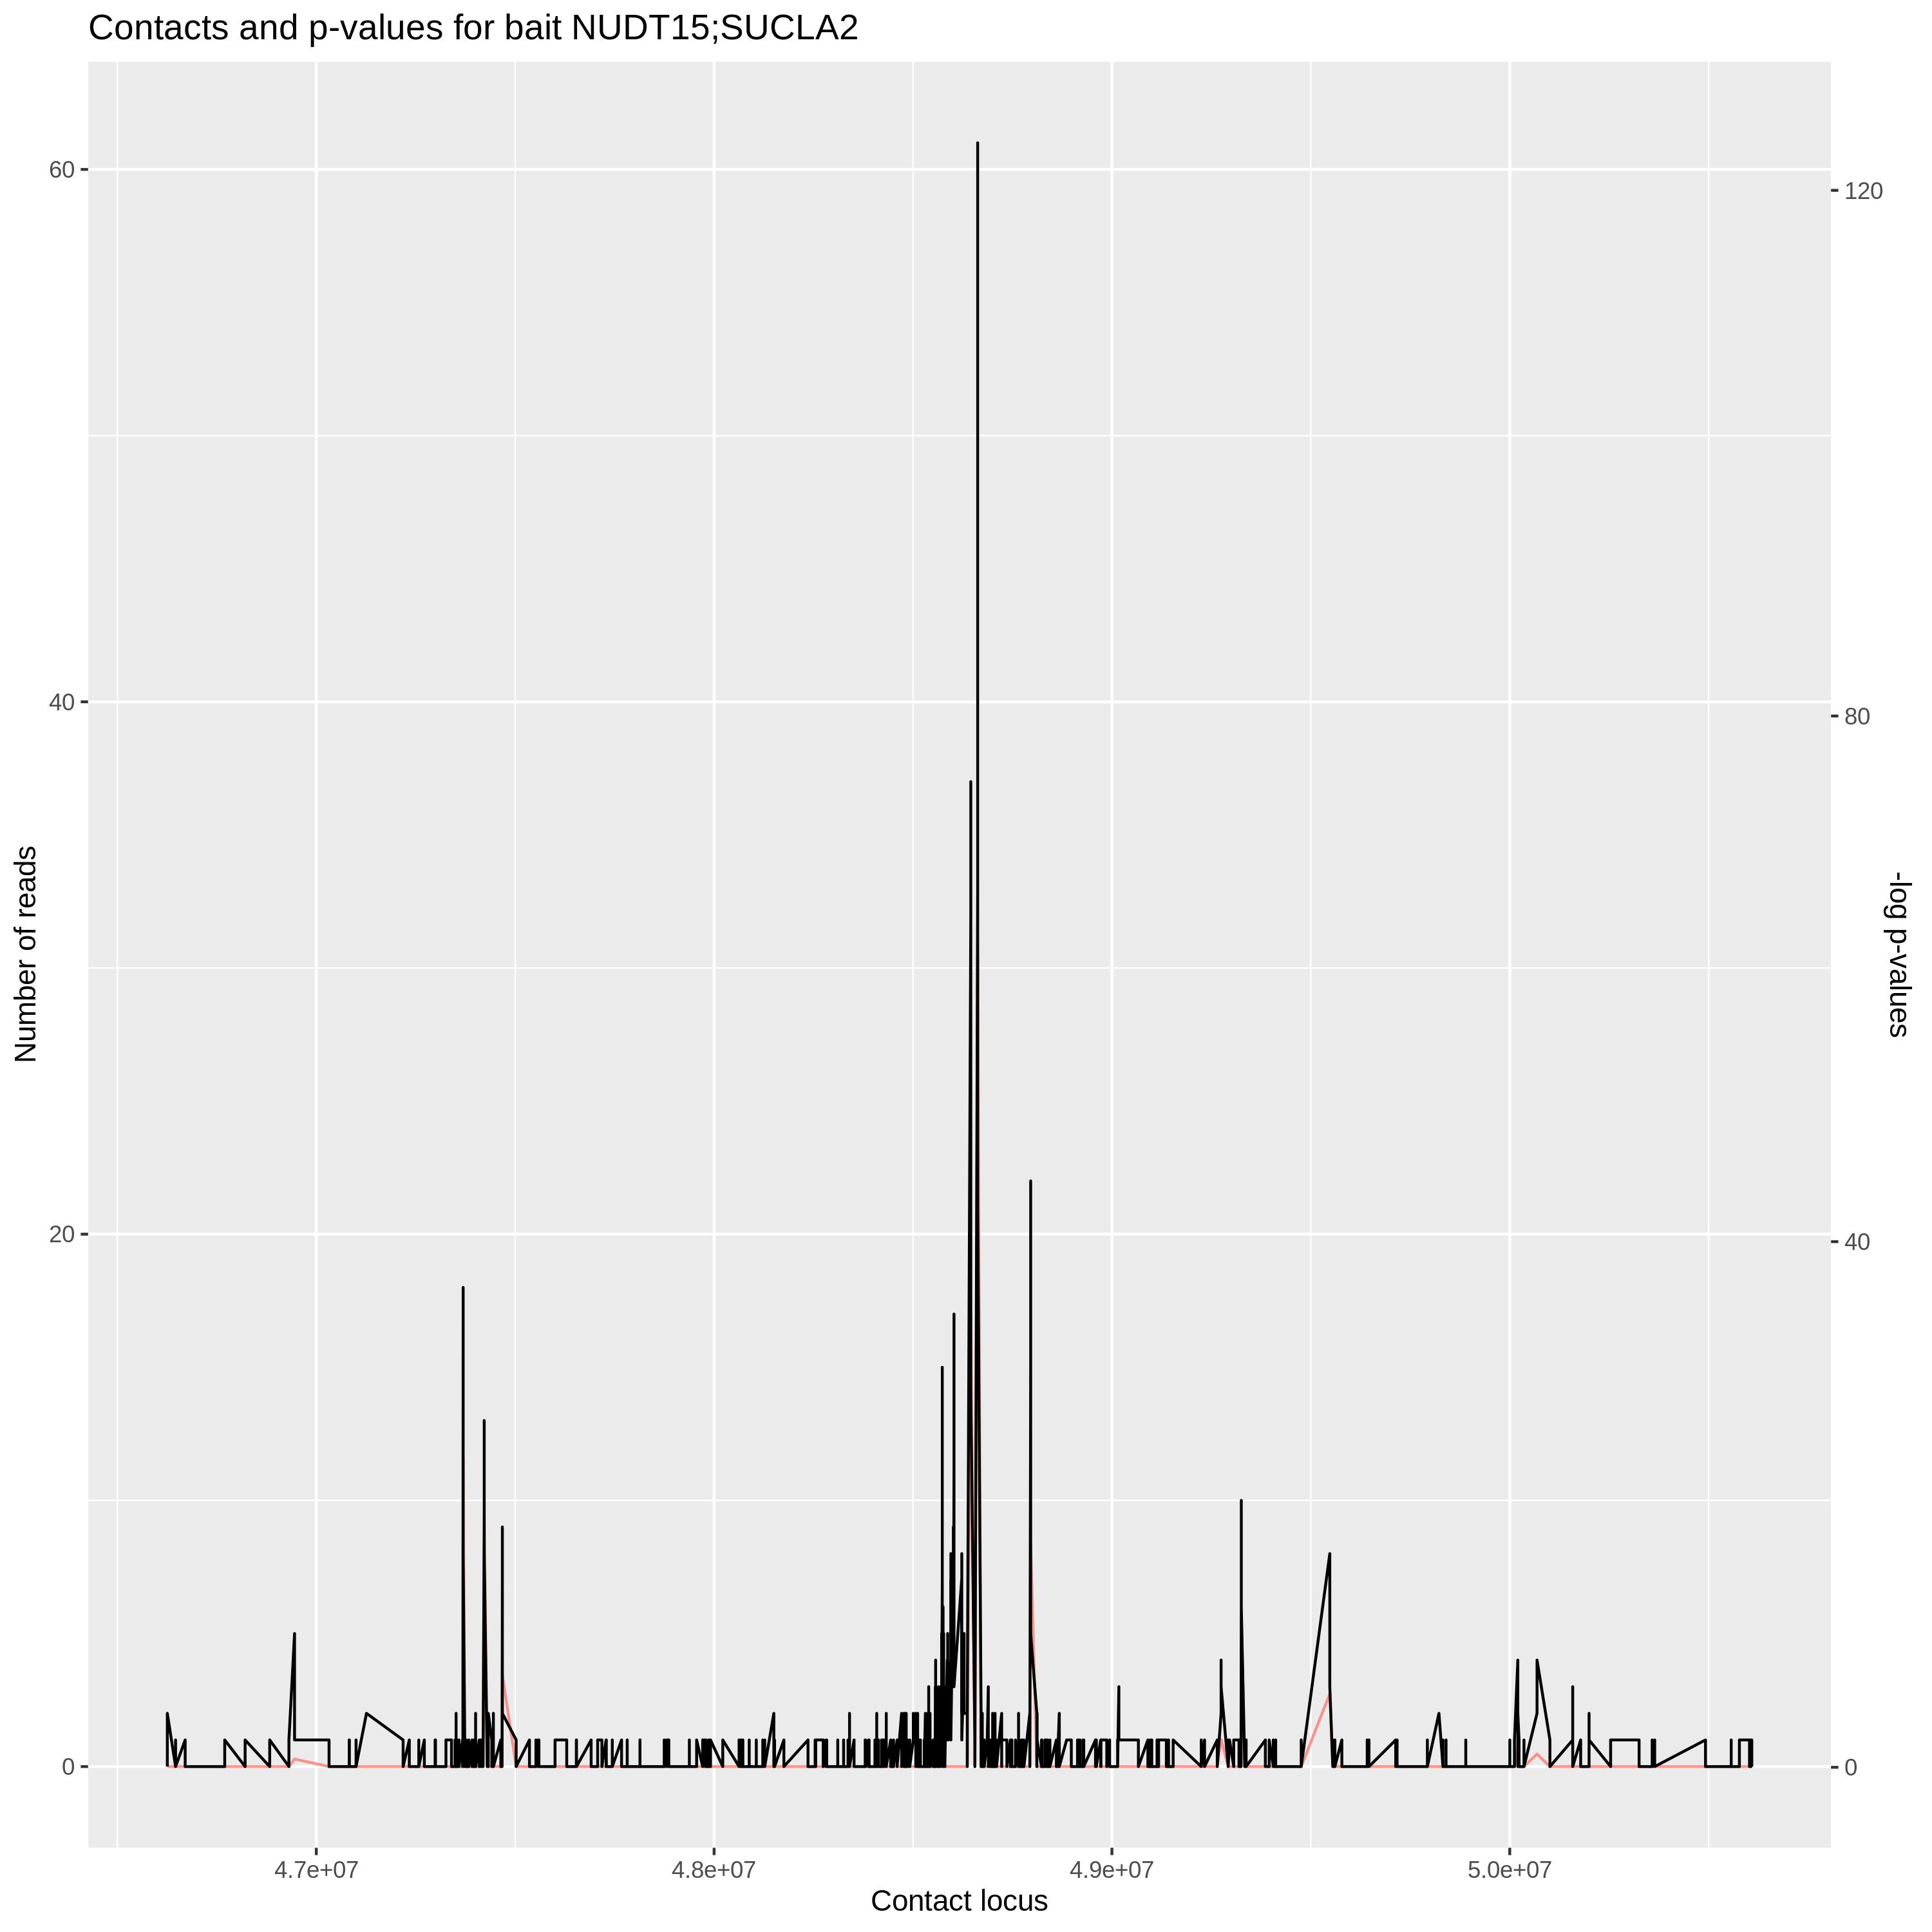 Contacts and p-values for bait NUDT15;SUCLA2
60
40
20
0
Number of reads
120
80
40
0
-log p-values
4.7e+07
4.8e+07
4.9e+07
5.0e+07
Contact locus